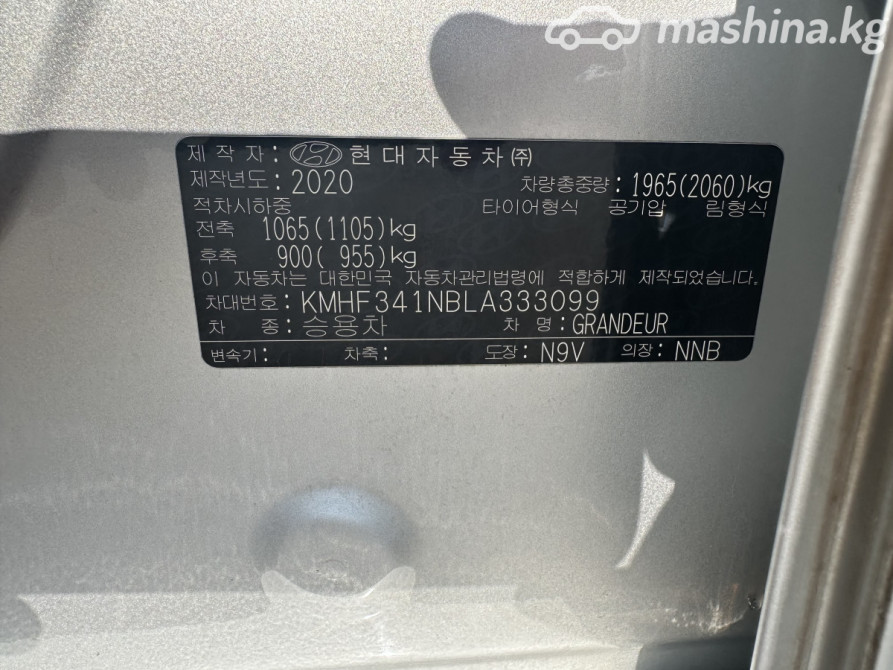 mashina.kg
제작자: 현대자동차㈜
제작년도: 2020 차량총중량: 1965(2060)kg
적차시하중 타이어형식 공기압 림형식
전축 1065(1105)kg
후축 900( 955)kg
이 자동차는 대한민국 자동차관리법령에 적합하게 제작되었습니다.
차대번호: KMHF341NBLA333099
차 종: 승용차 차 명: GRANDEUR
변속기: 차축: 도장: N9V 의장: NNB